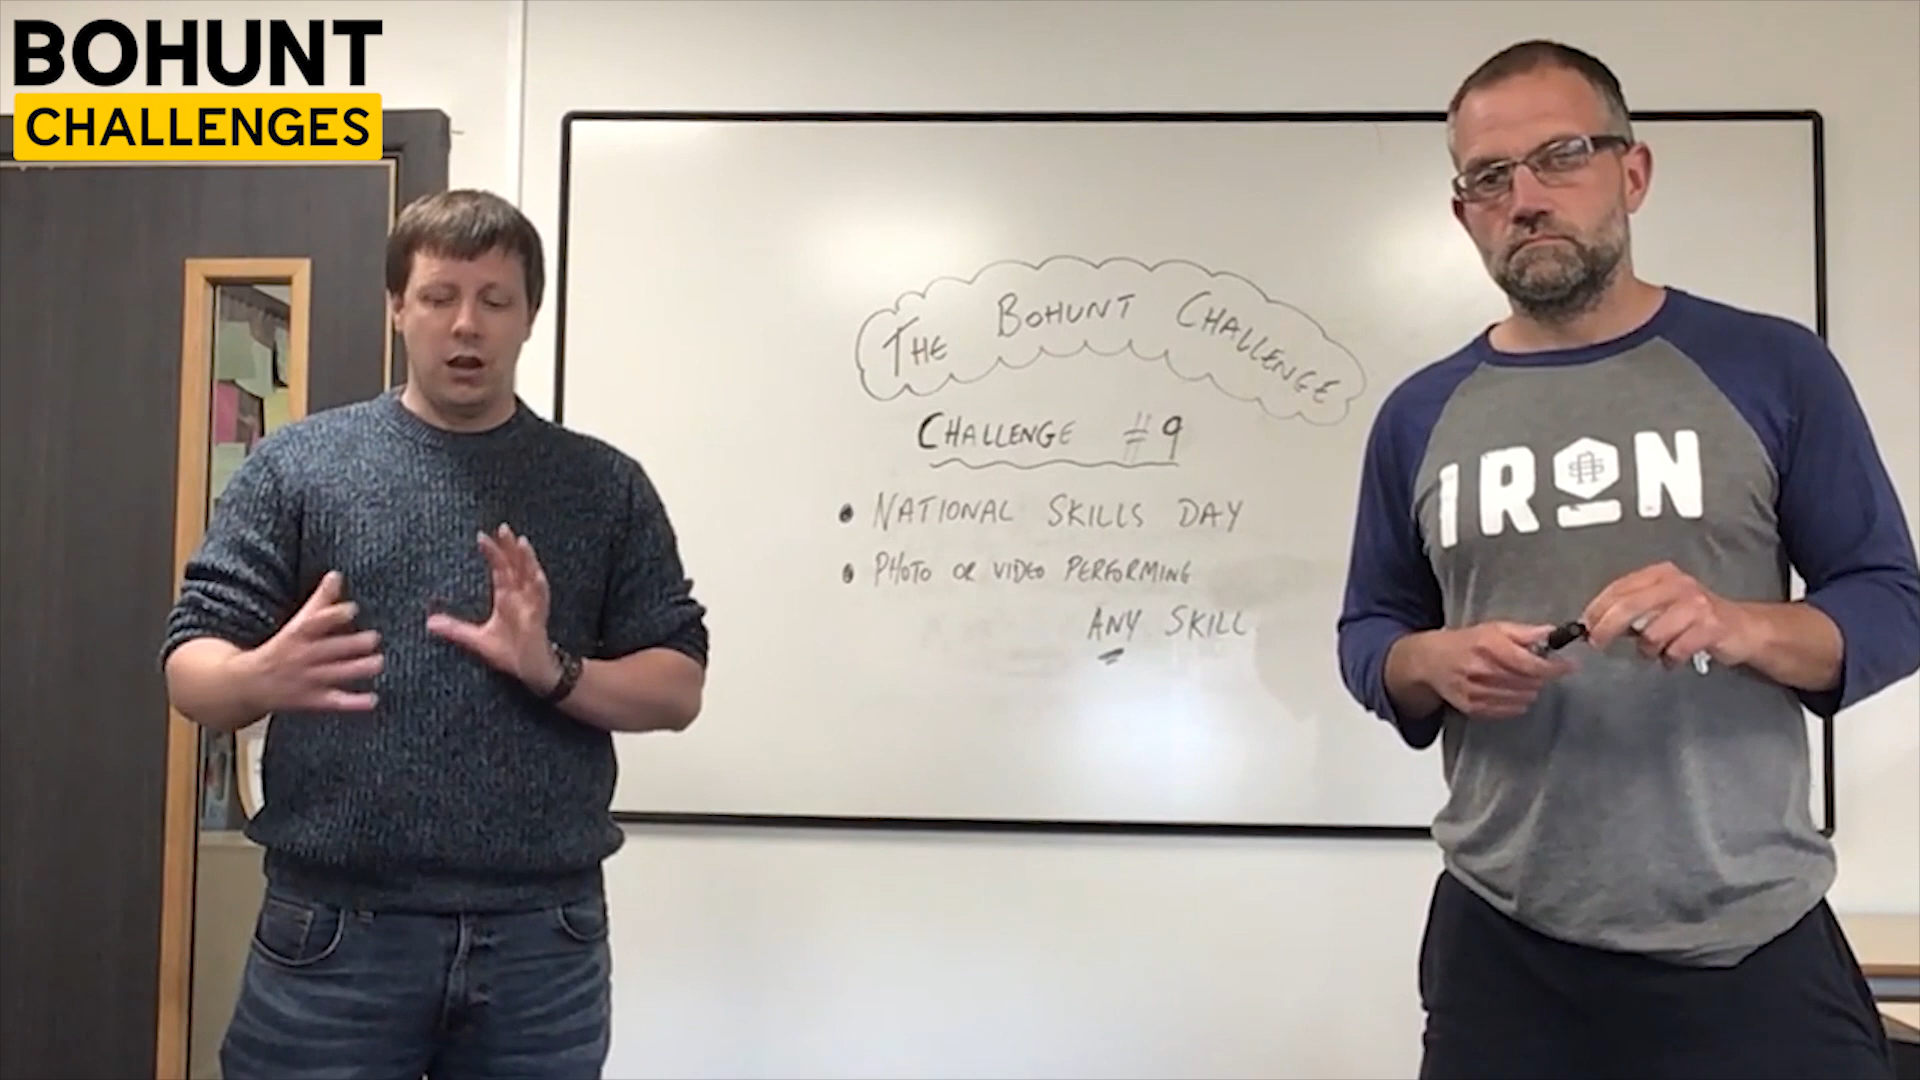 BOHUNT
CHALLENGES
THE BOHUNT CHALLENGE
CHALLENGE #9
• NATIONAL SKILLS DAY
• PHOTO OR VIDEO PERFORMING
ANY SKILL
IRON